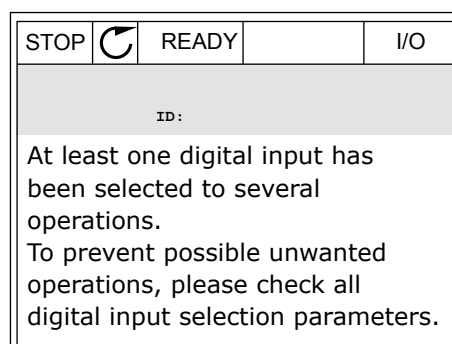 STOP READY I/O
ID:
At least one digital input has
been selected to several
operations.
To prevent possible unwanted
operations, please check all
digital input selection parameters.